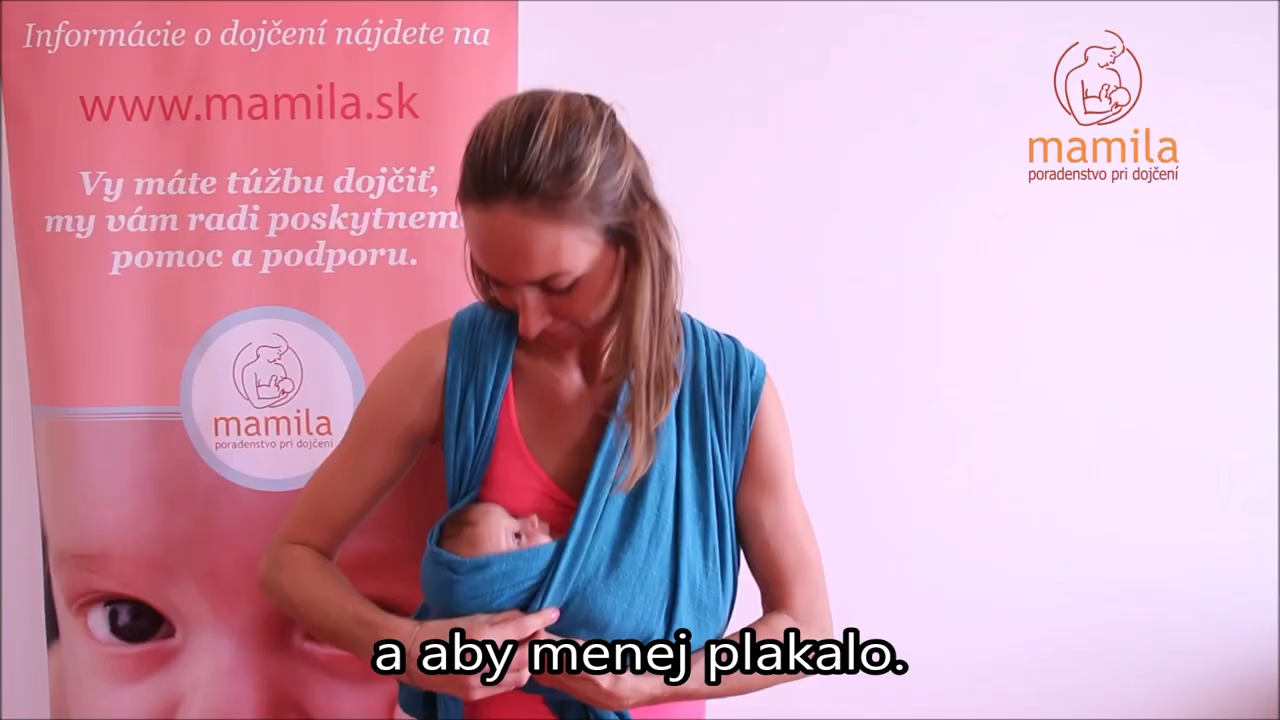 Informácie o dojčení nájdete na
www.mamila.sk
Vy máte túžbu dojčiť,
my vám radi poskytnem
pomoc a podporu.
mamila
poradenstvo pri dojčení
mamila
poradenstvo pri dojčení
a aby menej plakalo.